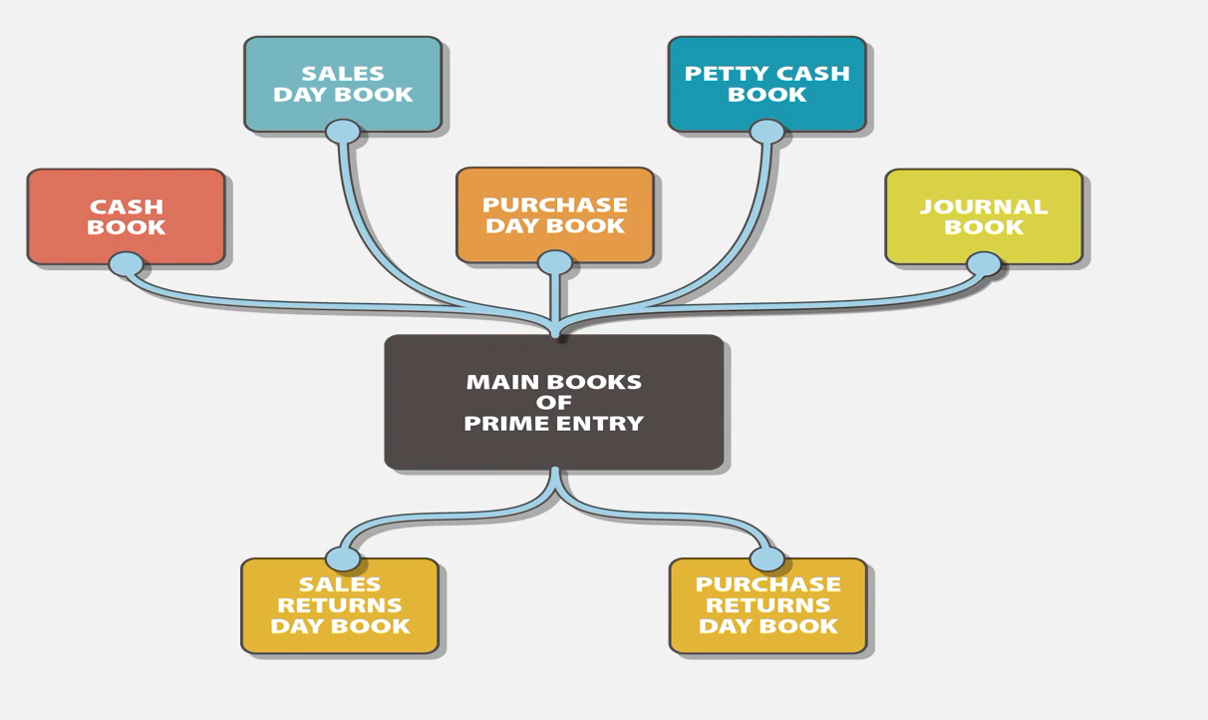 SALES
DAY BOOK
PETTY CASH
BOOK
CASH
BOOK
PURCHASE
DAY BOOK
JOURNAL
BOOK
MAIN BOOKS
OF
PRIME ENTRY
SALES
RETURNS
DAY BOOK
PURCHASE
RETURNS
DAY BOOK